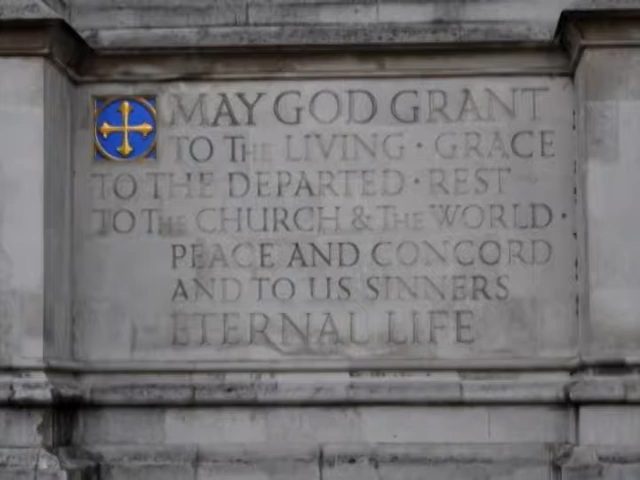 MAY GOD GRANT
TO THE LIVING · GRACE
TO THE DEPARTED · REST
TO THE CHURCH & THE WORLD ·
PEACE AND CONCORD
AND TO US SINNERS
ETERNAL LIFE